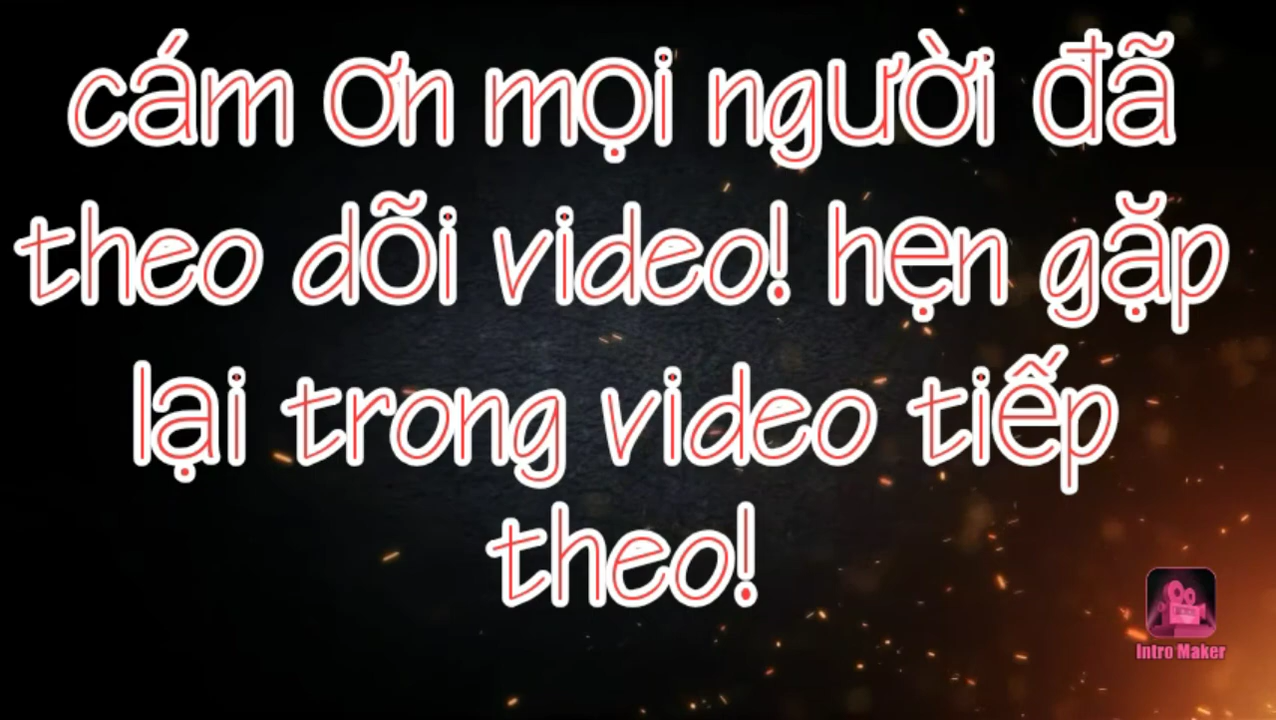 cám ơn mọi người đã
theo dõi video! hẹn gặp
lại trong video tiếp
theo!
Intro Maker